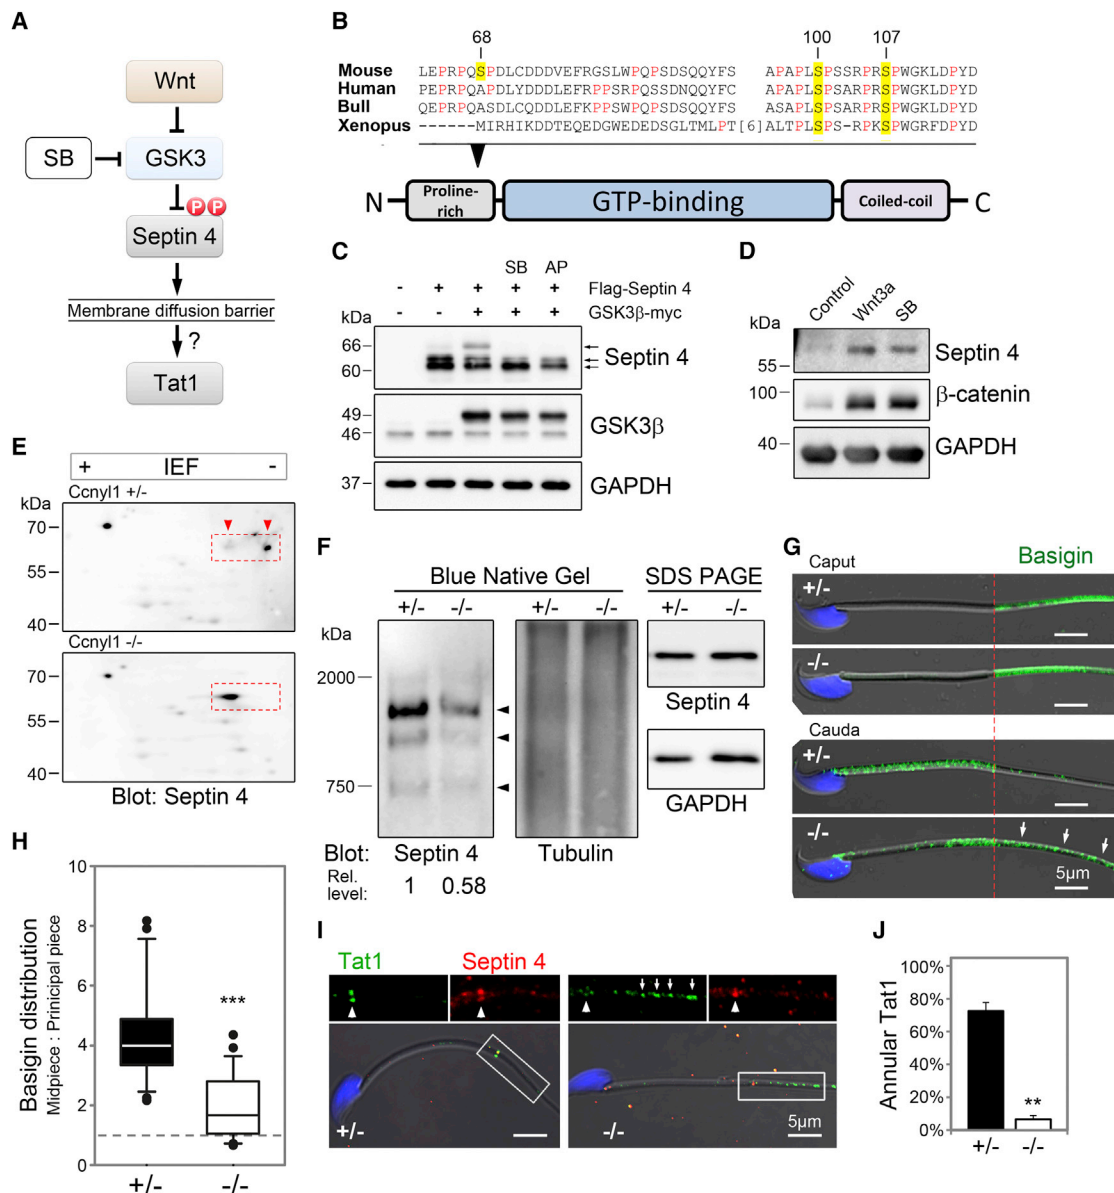 A
Wnt
SB
GSK3
P P
Septin 4
Membrane diffusion barrier
?
Tat1
B
68 100 107
Mouse LEPRPQSPDLCDDDVEFRGSLWPQPSDSQQYFS APAPLSPSSRPRSPWGKLDPYD
Human PEPRPQAPDLYDDDLEFRPPSRPQSSDNQQYFC APAPLSPSARPRSPWGKLDPYD
Bull QEPRPQASDLCDDDLEFKPPSWPQPSDSQQYFS ASAPLSPSARPRSPWGKLDPYD
Xenopus ------MIRHIKDDTEQEDGWEDEDSGLTMLPT[6]ALTPLSPS-RPKSPWGRFDPYD
N Proline-rich GTP-binding Coiled-coil C
C
SB AP
- + + + + Flag-Septin 4
- - + + + GSK3β-myc
kDa
66
60
Septin 4
49
46
GSK3β
37
GAPDH
D
Control Wnt3a SB
kDa
55
Septin 4
100
β-catenin
40
GAPDH
E
+ IEF -
kDa
Ccnyl1 +/-
70
55
40
Ccnyl1 -/-
70
55
40
Blot: Septin 4
F
Blue Native Gel
+/- -/- +/- -/-
kDa
2000
750
Blot: Septin 4 Tubulin
Rel. level: 1 0.58
SDS PAGE
+/- -/-
Septin 4
GAPDH
G
Caput Basigin
+/-
-/-
Cauda
+/-
-/-
5μm
H
Basigin distribution
Midpiece : Prinicipal piece
10
8
6
4
2
0
***
+/- -/-
I
Tat1 Septin 4
+/-
-/-
5μm
J
Annular Tat1
100%
80%
60%
40%
20%
0%
**
+/- -/-